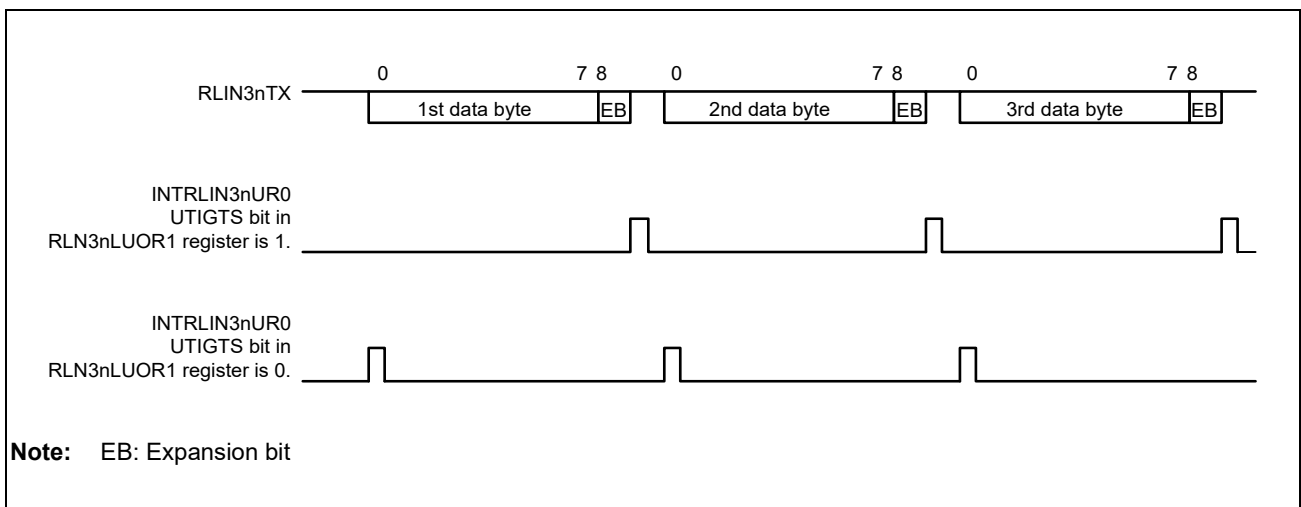 0 7 8 0 7 8 0 7 8
RLIN3nTX
1st data byte EB 2nd data byte EB 3rd data byte EB
INTRLIN3nUR0
UTIGTS bit in
RLN3nLUOR1 register is 1.
INTRLIN3nUR0
UTIGTS bit in
RLN3nLUOR1 register is 0.
Note: EB: Expansion bit